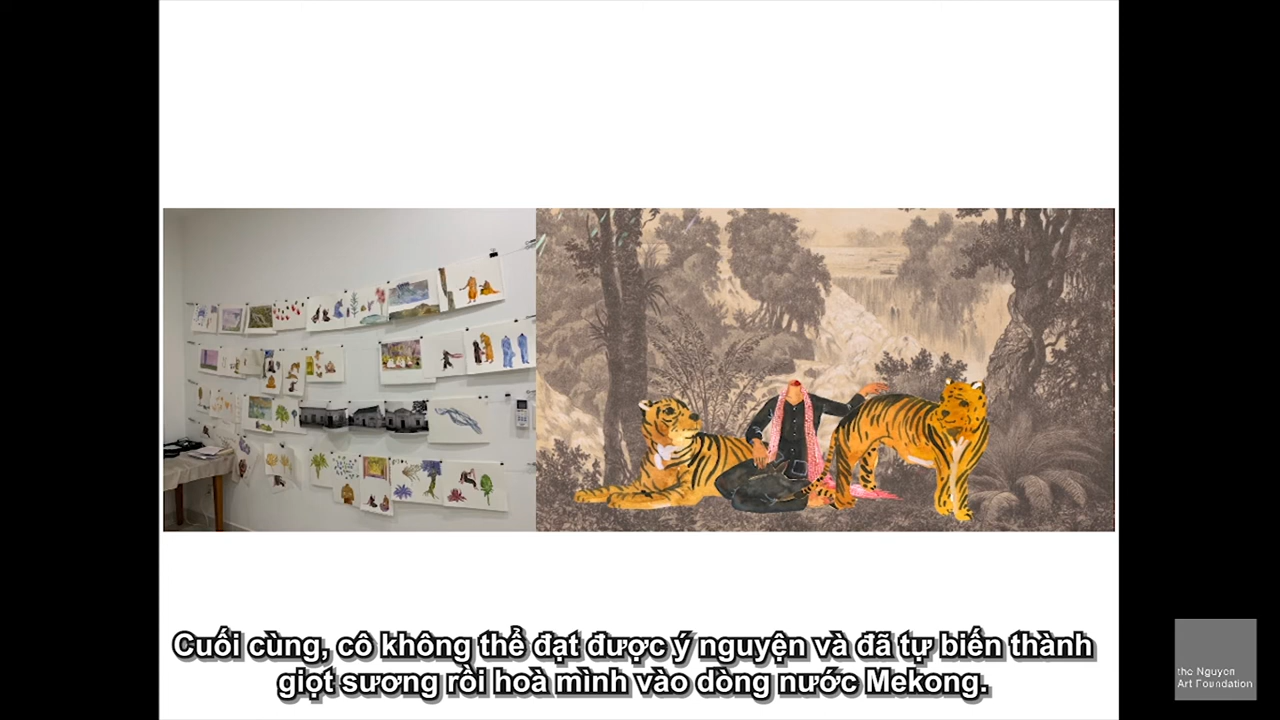 Cuối cùng, cô không thể đạt được ý nguyện và đã tự biến thành
giọt sương rồi hoà mình vào dòng nước Mekong.
the Nguyen
Art Foundation